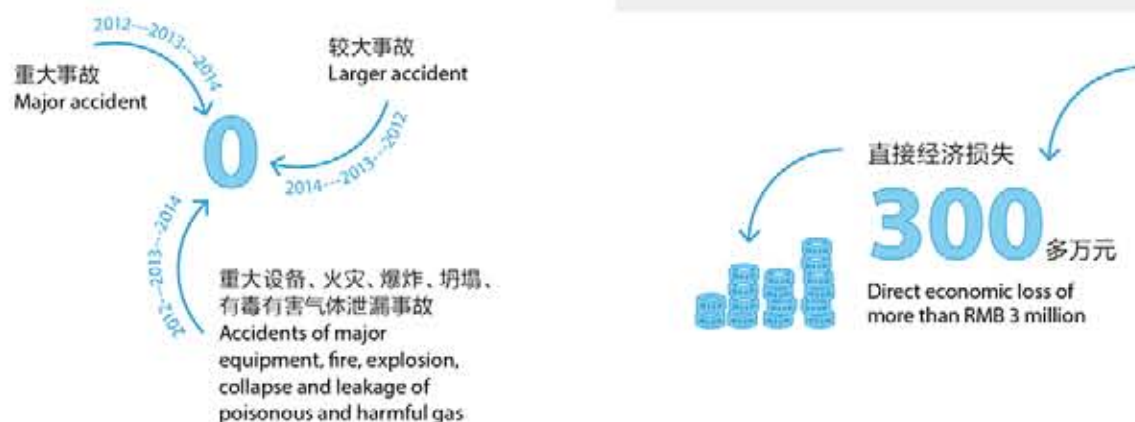 2012---2013---2014
重大事故
Major accident
较大事故
Larger accident
0
2014---2013---2012
2012---2013---2014
重大设备、火灾、爆炸、坍塌、
有毒有害气体泄漏事故
Accidents of major
equipment, fire, explosion,
collapse and leakage of
poisonous and harmful gas
直接经济损失
300多万元
Direct economic loss of
more than RMB 3 million